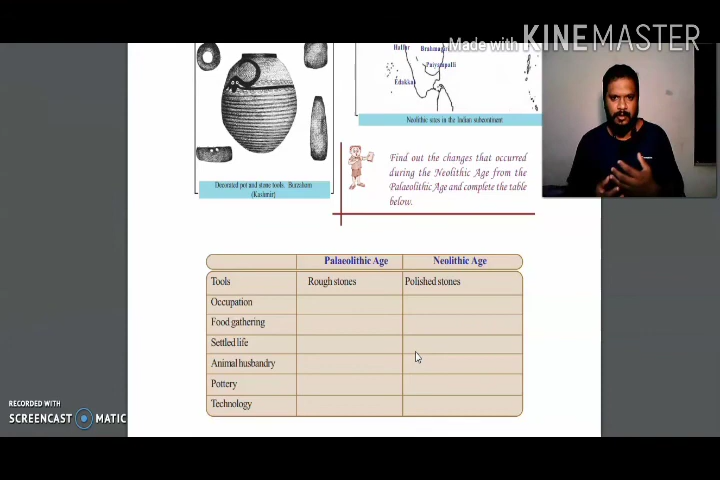 Made with KINEMASTER
Hallur
Brahmagiri
Paiyampalli
Edakkal
Neolithic sites in the Indian subcontinent
Decorated pot and stone tools. Burzahom
(Kashmir)
Find out the changes that occurred
during the Neolithic Age from the
Palaeolithic Age and complete the table
below.
Palaeolithic Age Neolithic Age
Tools Rough stones Polished stones
Occupation
Food gathering
Settled life
Animal husbandry
Pottery
Technology
RECORDED WITH
SCREENCAST MATIC